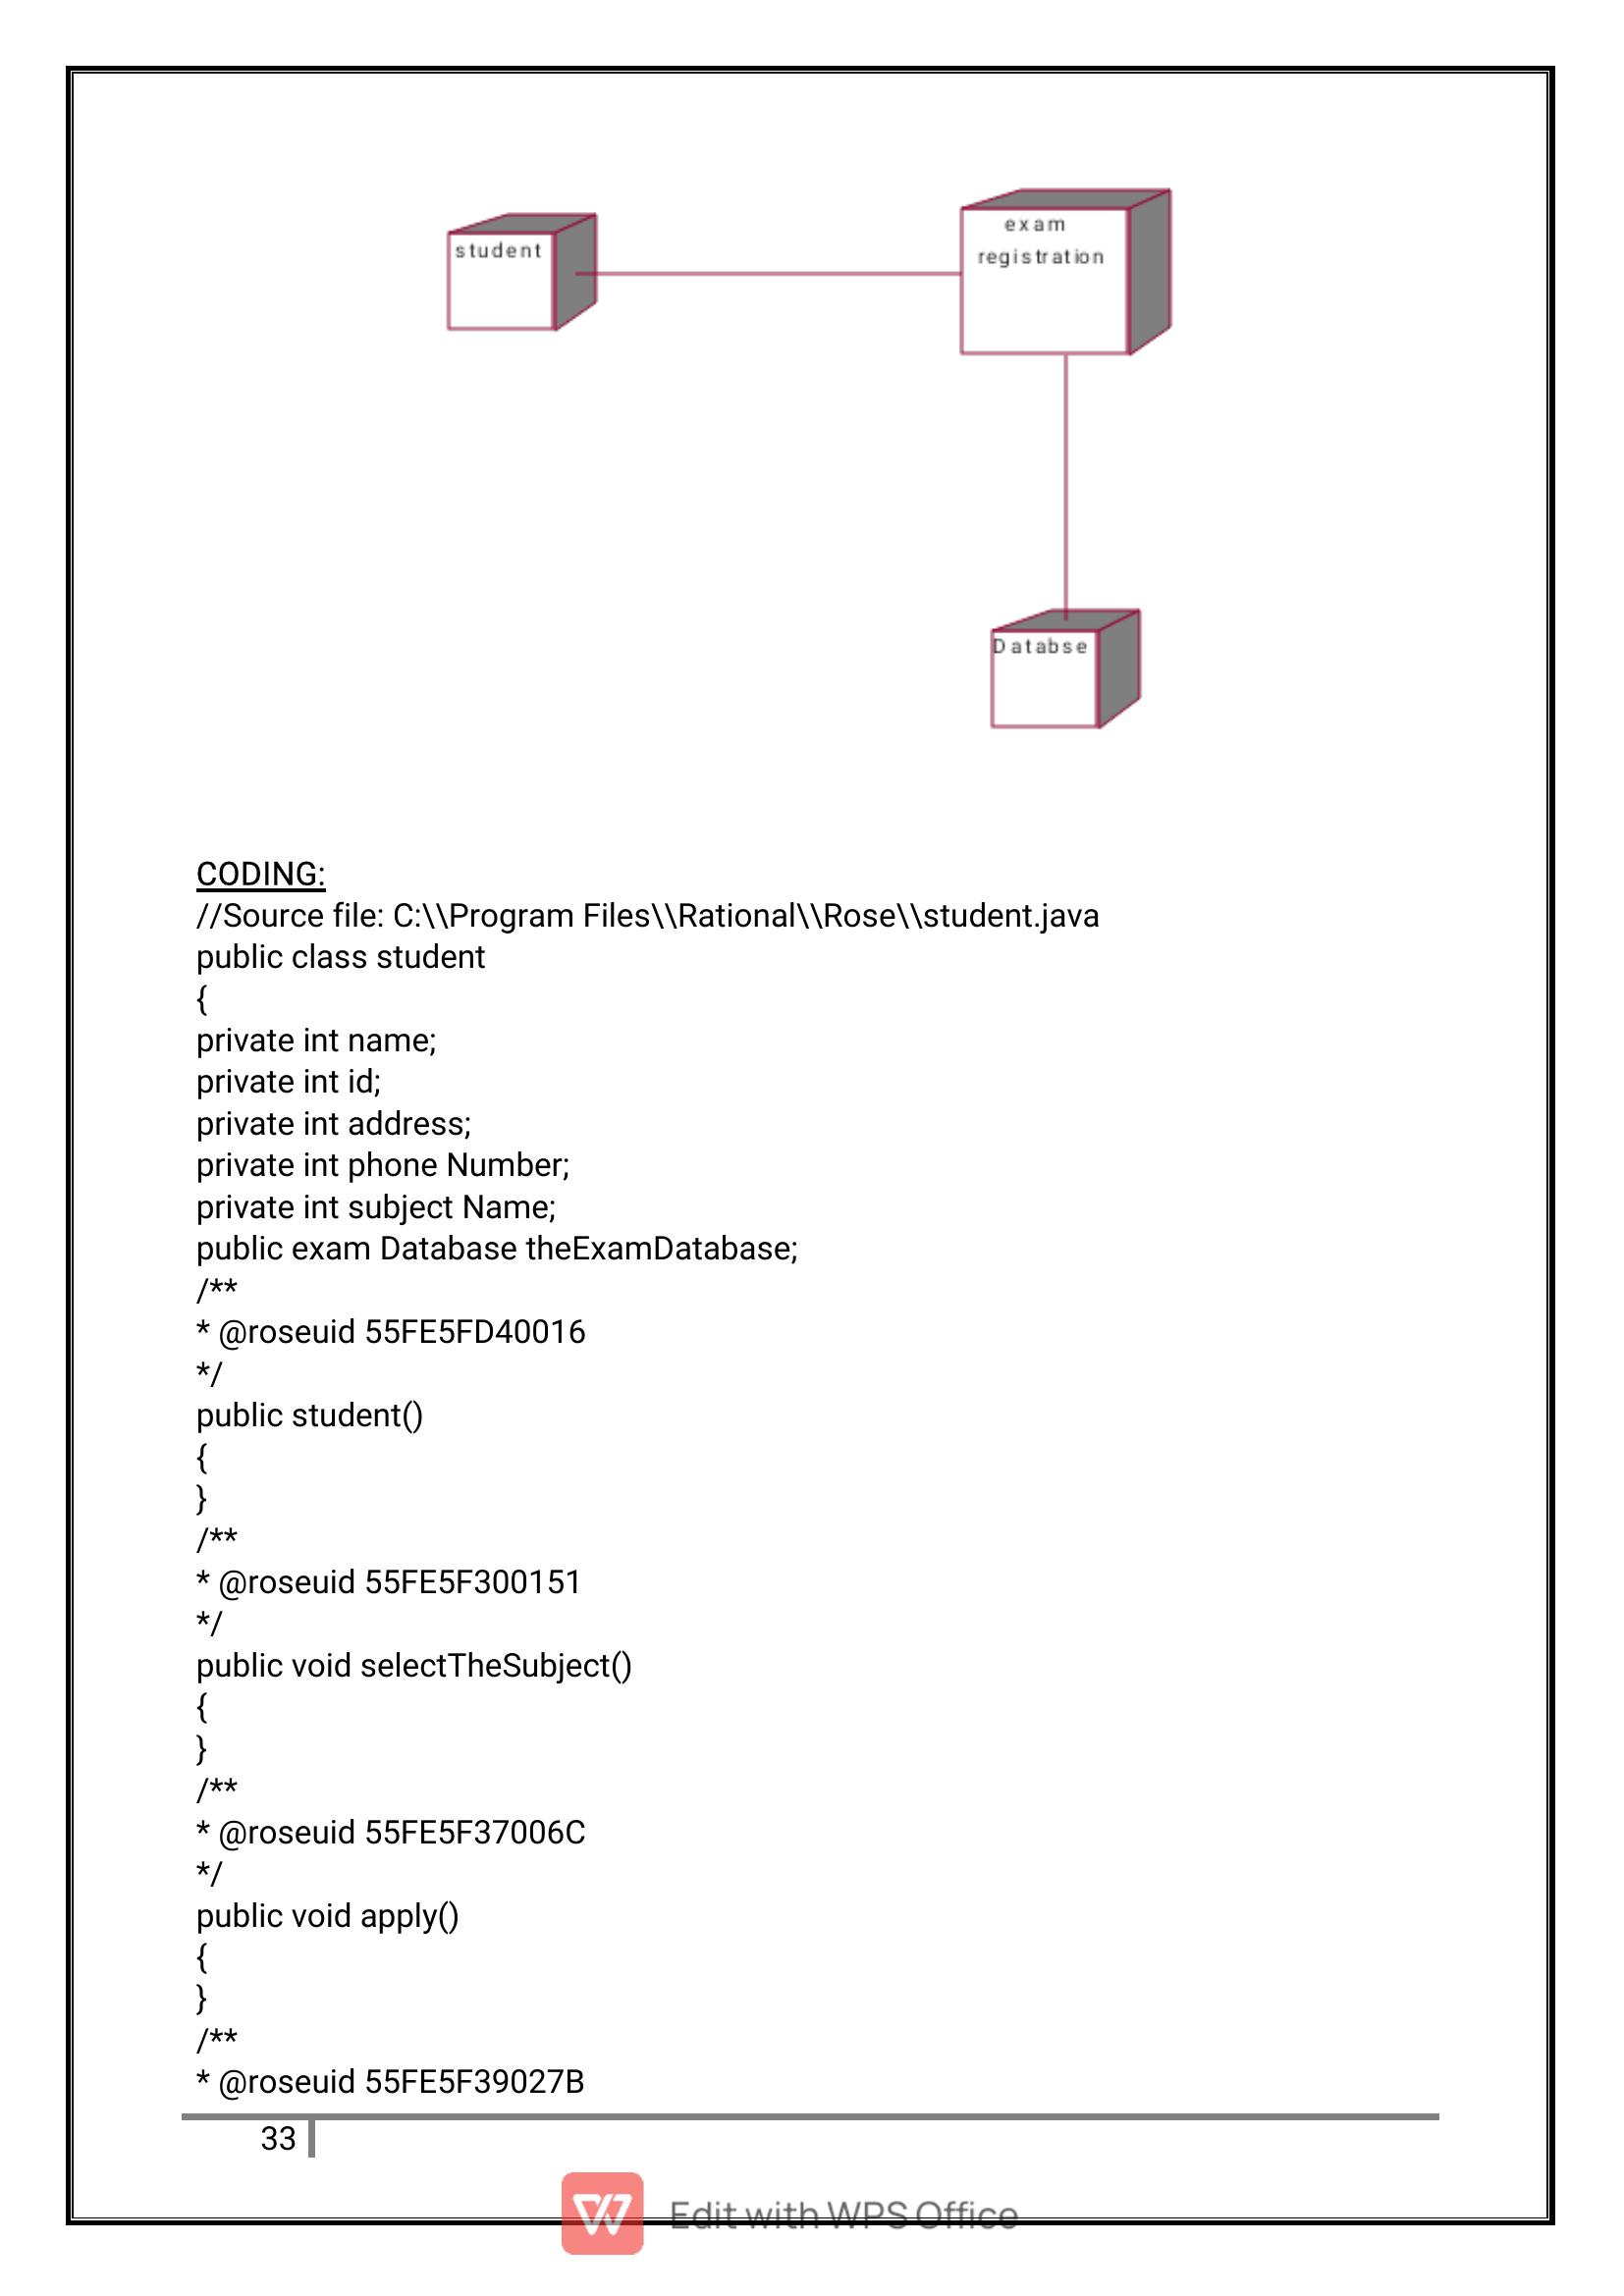 student
exam
registration
Databse
CODING:
//Source file: C:\\Program Files\\Rational\\Rose\\student.java
public class student
{
private int name;
private int id;
private int address;
private int phone Number;
private int subject Name;
public exam Database theExamDatabase;
/**
* @roseuid 55FE5FD40016
*/
public student()
{
}
/**
* @roseuid 55FE5F300151
*/
public void selectTheSubject()
{
}
/**
* @roseuid 55FE5F37006C
*/
public void apply()
{
}
/**
* @roseuid 55FE5F39027B
33
Edit with WPS Office